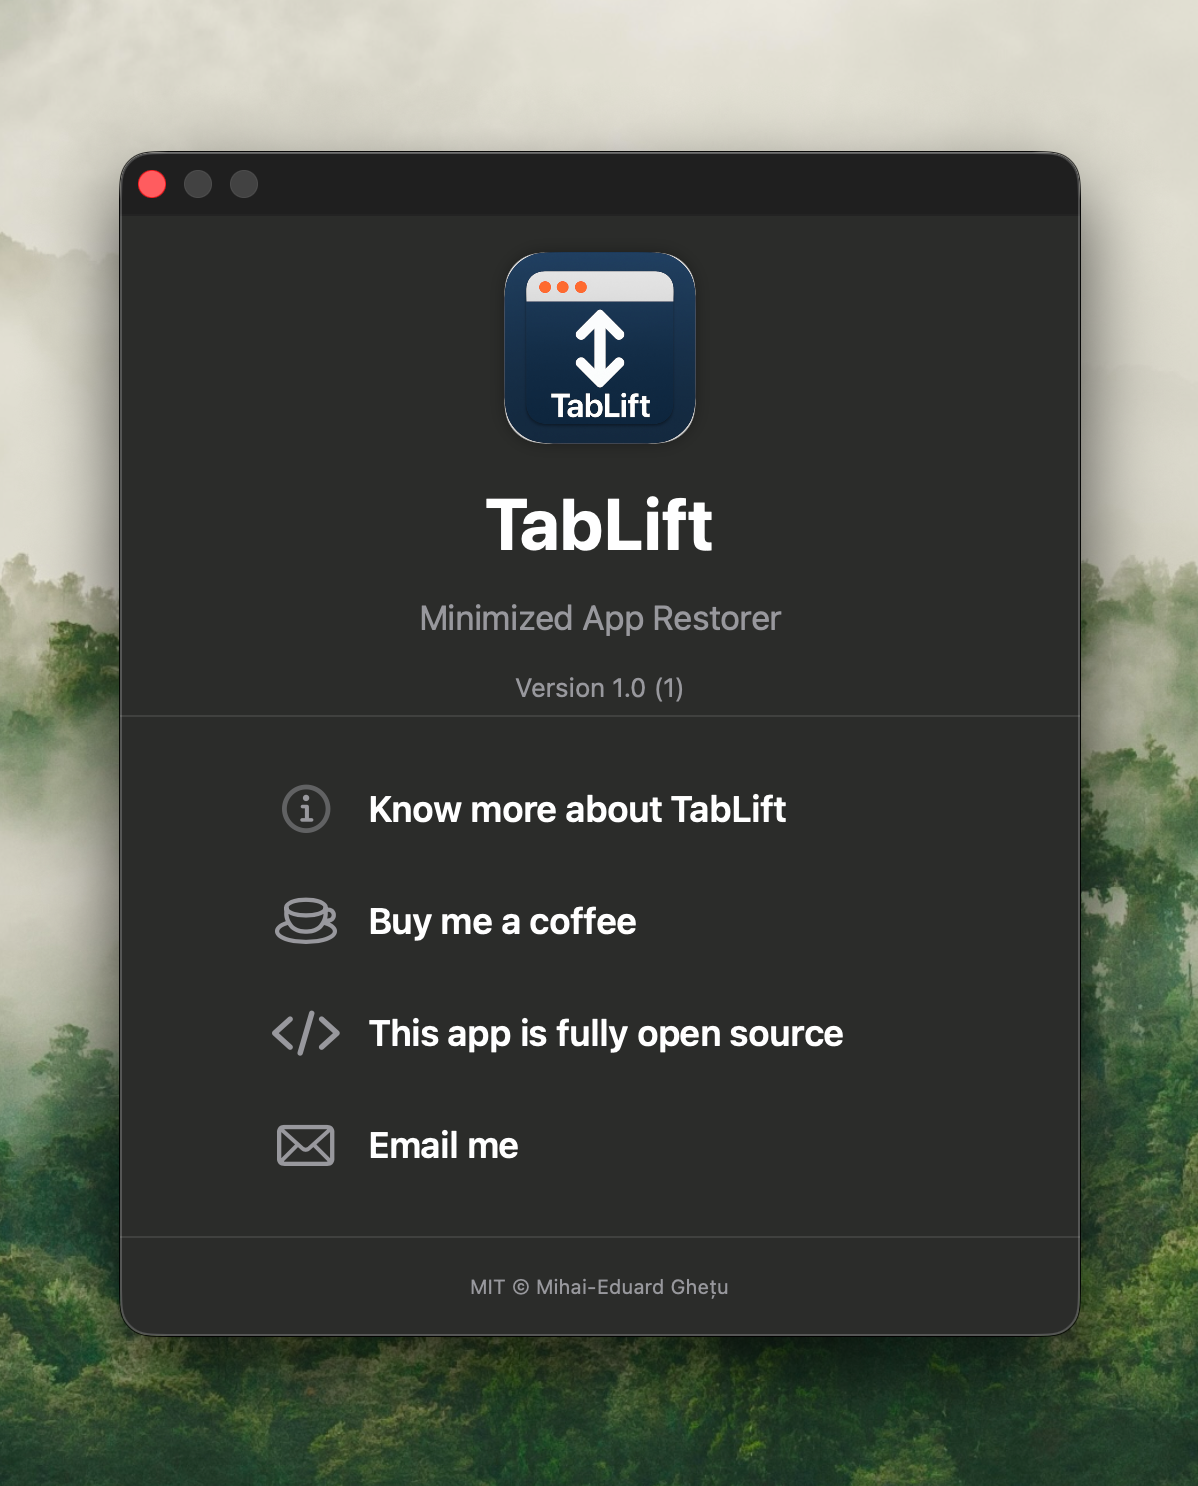 TabLift
TabLift
Minimized App Restorer
Version 1.0 (1)
Know more about TabLift
Buy me a coffee
This app is fully open source
Email me
MIT © Mihai-Eduard Ghețu